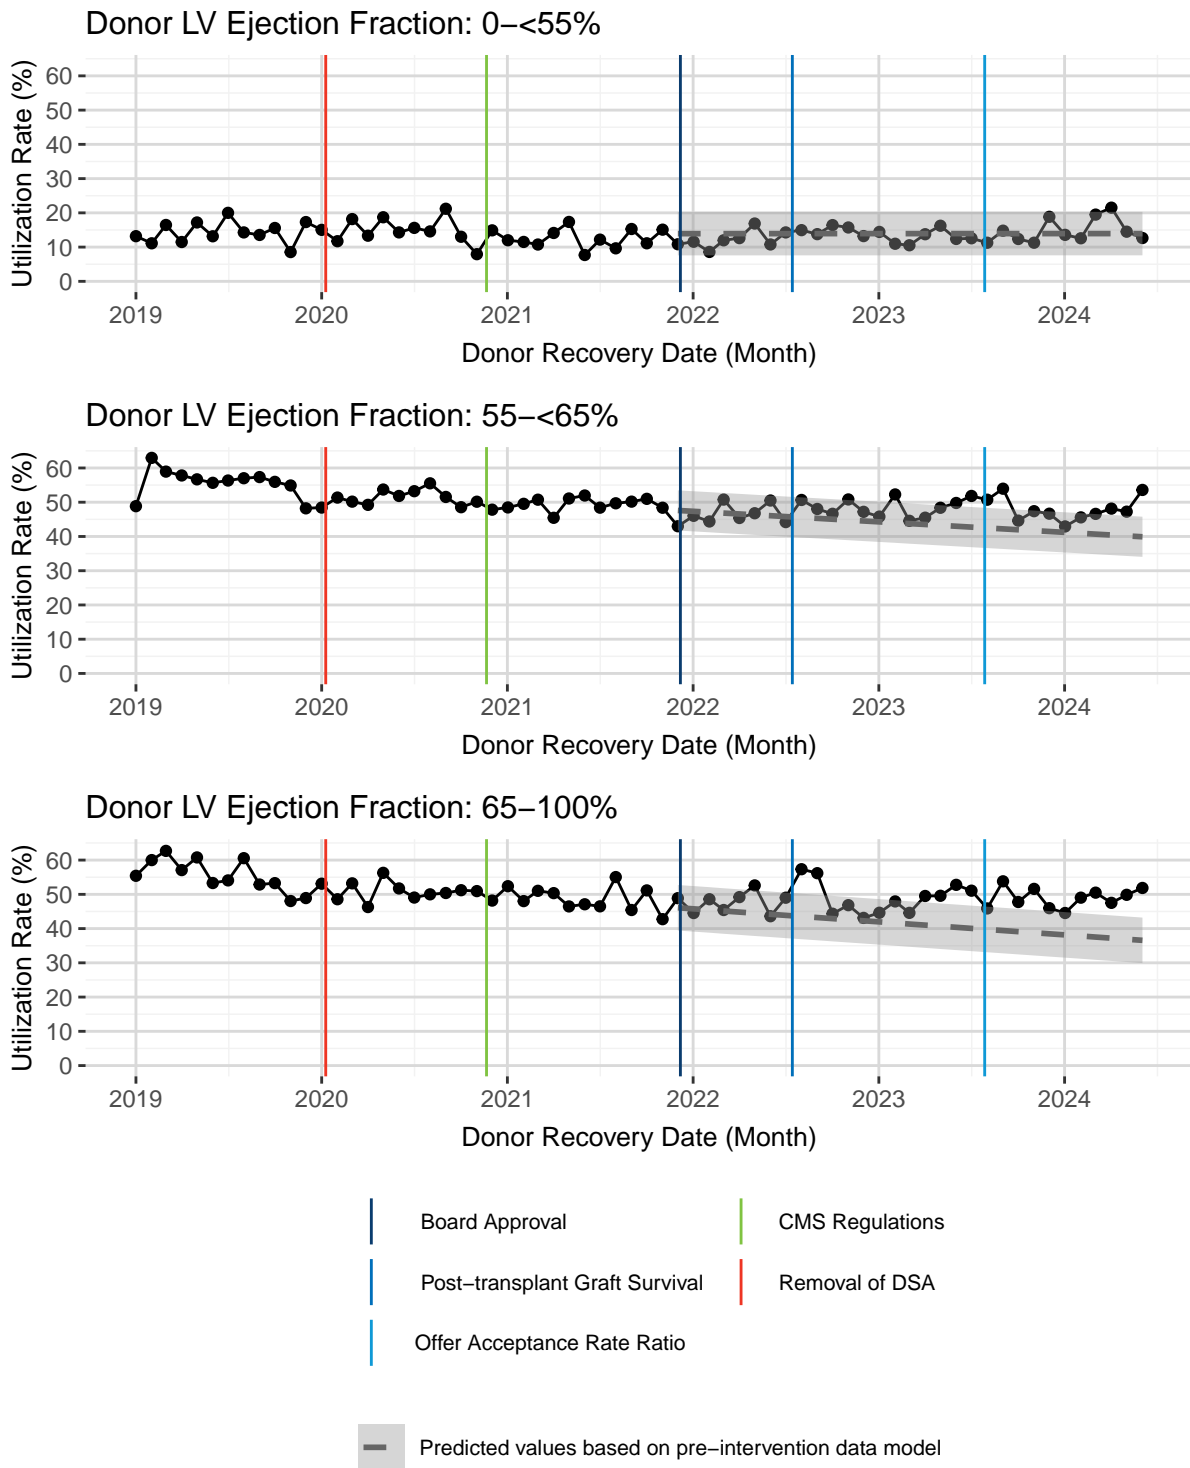 Donor LV Ejection Fraction: 0−<55%
Utilization Rate (%)
60
50
40
30
20
10
0
2019 2020 2021 2022 2023 2024
Donor Recovery Date (Month)
Donor LV Ejection Fraction: 55−<65%
Utilization Rate (%)
60
50
40
30
20
10
0
2019 2020 2021 2022 2023 2024
Donor Recovery Date (Month)
Donor LV Ejection Fraction: 65−100%
Utilization Rate (%)
60
50
40
30
20
10
0
2019 2020 2021 2022 2023 2024
Donor Recovery Date (Month)
Board Approval
CMS Regulations
Post−transplant Graft Survival
Removal of DSA
Offer Acceptance Rate Ratio
Predicted values based on pre−intervention data model